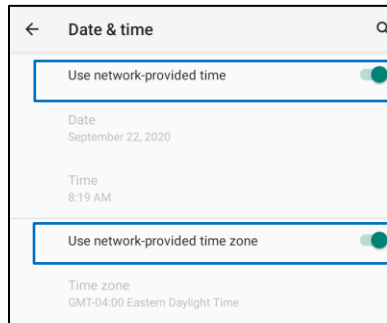 Date & time
Use network-provided time
Date
September 22, 2020
Time
8:19 AM
Use network-provided time zone
Time zone
GMT-04:00 Eastern Daylight Time